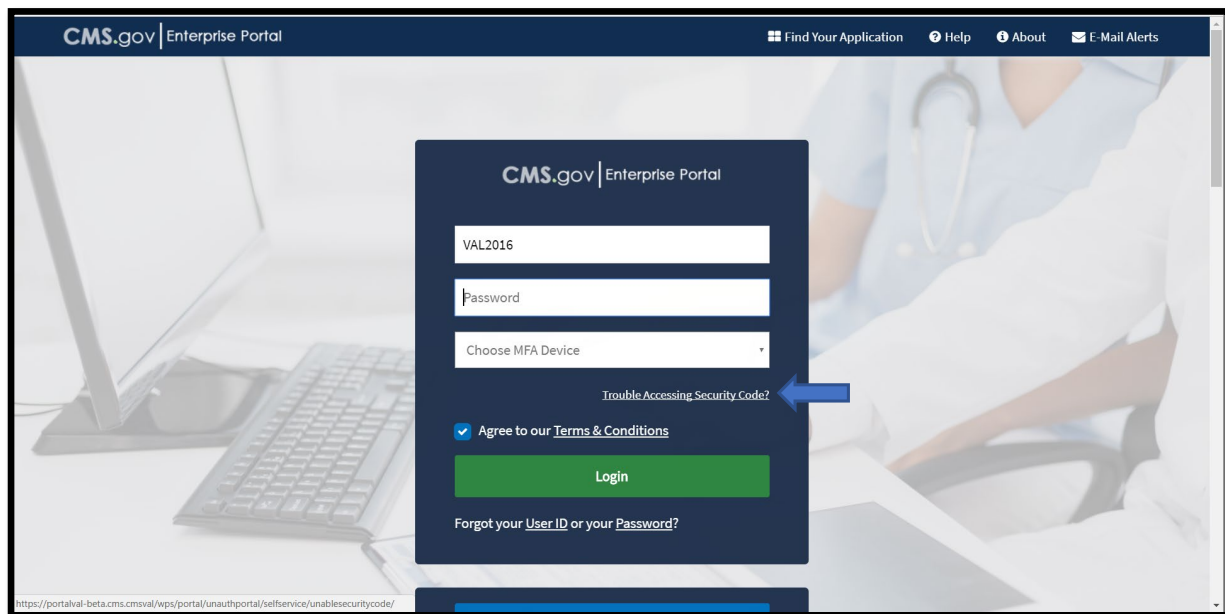 CMS.gov Enterprise Portal
Find Your Application Help About E-Mail Alerts
CMS.gov Enterprise Portal
VAL2016
Password
Choose MFA Device
Trouble Accessing Security Code?
Agree to our Terms & Conditions
Login
Forgot your User ID or your Password?
https://portalval-beta.cms.cmsval/wps/portal/unauthportal/selfservice/unablesecuritycode/